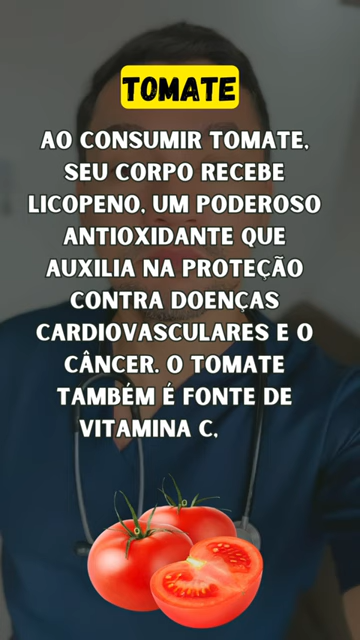 TOMATE
AO CONSUMIR TOMATE,
SEU CORPO RECEBE
LICOPENO, UM PODEROSO
ANTIOXIDANTE QUE
AUXILIA NA PROTEÇÃO
CONTRA DOENÇAS
CARDIOVASCULARES E O
CÂNCER. O TOMATE
TAMBÉM É FONTE DE
VITAMINA C,